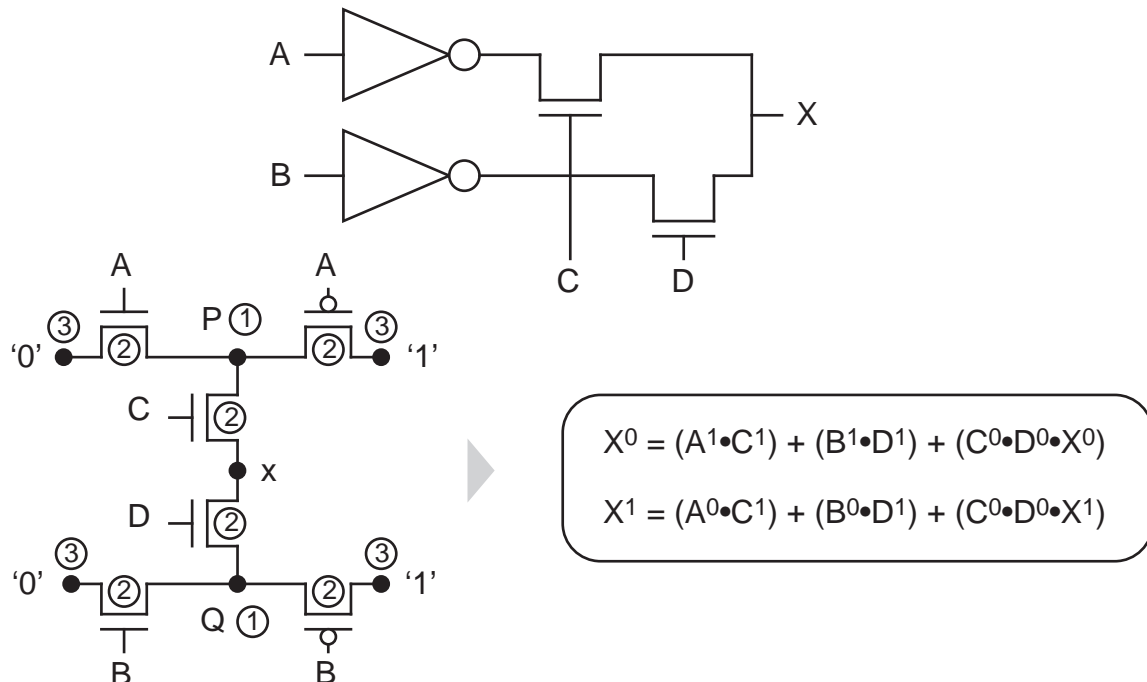 A
X
B
C D
A A
P ①
③ ③
② ②
'0' '1'
C ②
x
D ②
③ ③
'0' ② ② '1'
Q ①
B B
X⁰ = (A¹•C¹) + (B¹•D¹) + (C⁰•D⁰•X⁰)
X¹ = (A⁰•C¹) + (B⁰•D¹) + (C⁰•D⁰•X¹)